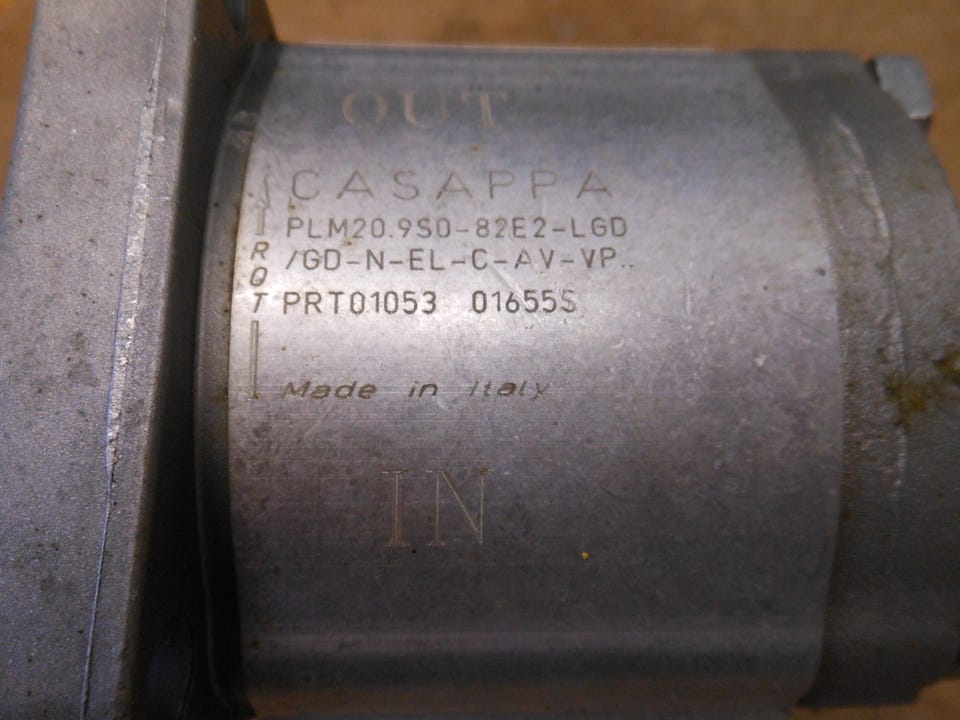 OUT
CASAPPA
PLM20.9S0-82E2-LGD
/GD-N-EL-C-AV-VP..
ROT
PRT01053 01655S
Made in Italy
IN